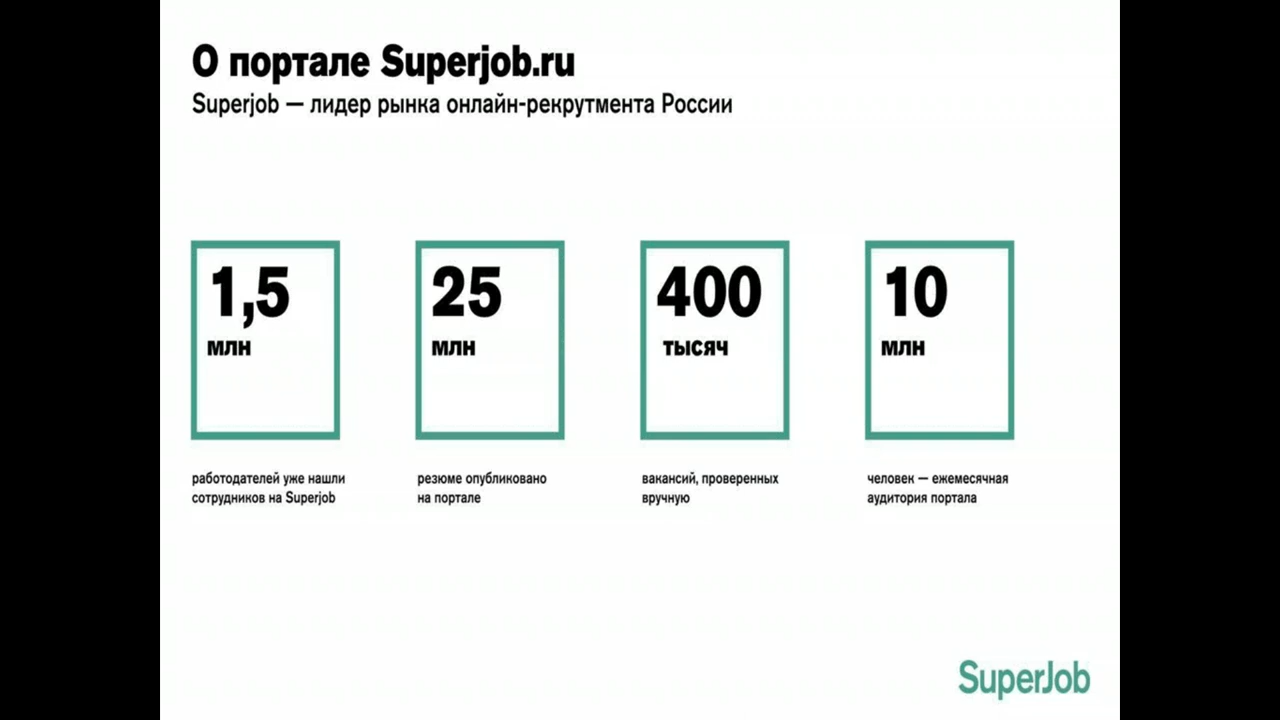 О портале Superjob.ru
Superjob — лидер рынка онлайн-рекрутмента России
1,5
млн
работодателей уже нашли
сотрудников на Superjob
25
млн
резюме опубликовано
на портале
400
тысяч
вакансий, проверенных
вручную
10
млн
человек — ежемесячная
аудитория портала
SuperJob